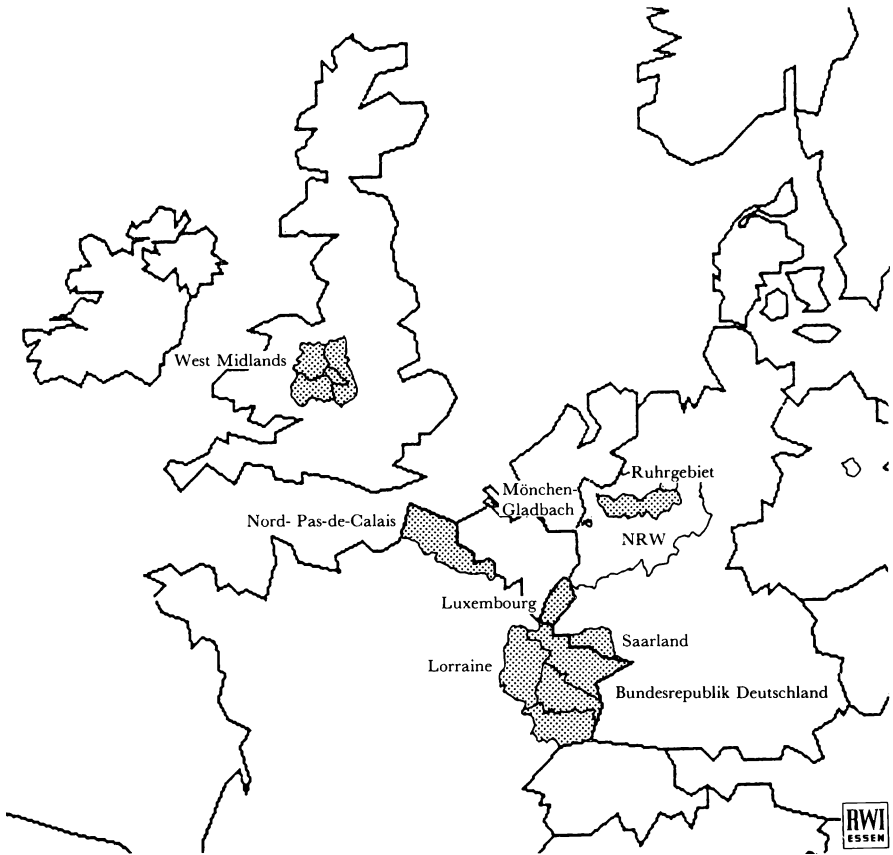 West Midlands
Ruhrgebiet
Mönchen-
Gladbach
Nord- Pas-de-Calais
NRW
Luxembourg
Saarland
Lorraine
Bundesrepublik Deutschland
RWI
ESSEN